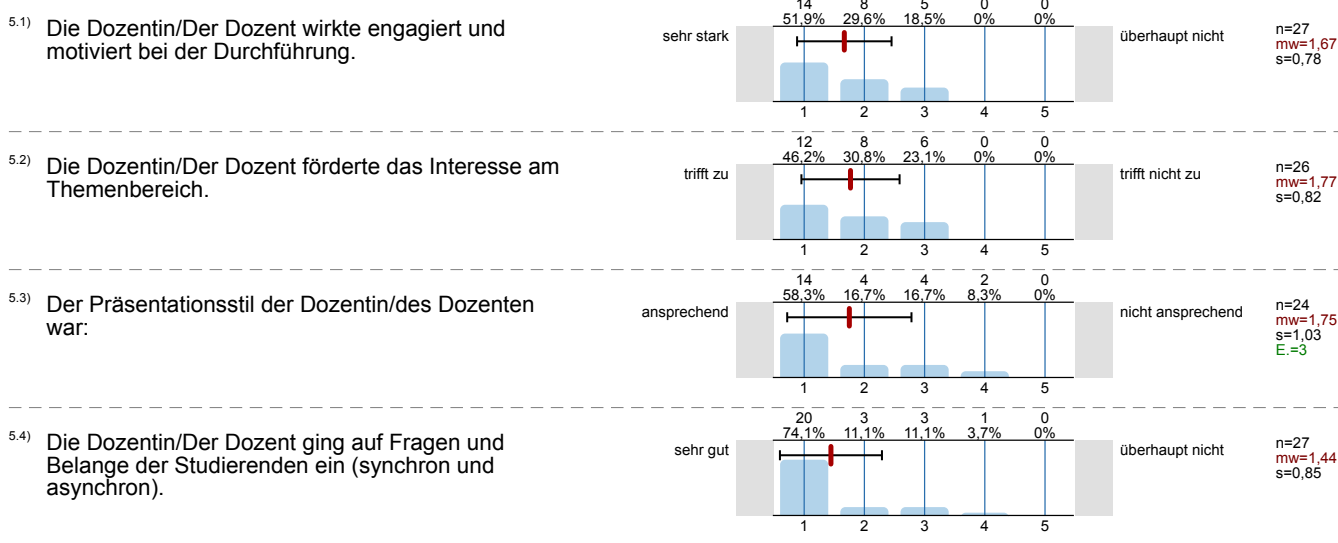 5.1) Die Dozentin/Der Dozent wirkte engagiert und
motiviert bei der Durchführung.
14 8 5 0 0
51,9% 29,6% 18,5% 0% 0%
sehr stark
überhaupt nicht
1 2 3 4 5
n=27
mw=1,67
s=0,78
5.2) Die Dozentin/Der Dozent förderte das Interesse am
Themenbereich.
12 8 6 0 0
46,2% 30,8% 23,1% 0% 0%
trifft zu
trifft nicht zu
1 2 3 4 5
n=26
mw=1,77
s=0,82
5.3) Der Präsentationsstil der Dozentin/des Dozenten
war:
14 4 4 2 0
58,3% 16,7% 16,7% 8,3% 0%
ansprechend
nicht ansprechend
1 2 3 4 5
n=24
mw=1,75
s=1,03
E.=3
5.4) Die Dozentin/Der Dozent ging auf Fragen und
Belange der Studierenden ein (synchron und
asynchron).
20 3 3 1 0
74,1% 11,1% 11,1% 3,7% 0%
sehr gut
überhaupt nicht
1 2 3 4 5
n=27
mw=1,44
s=0,85